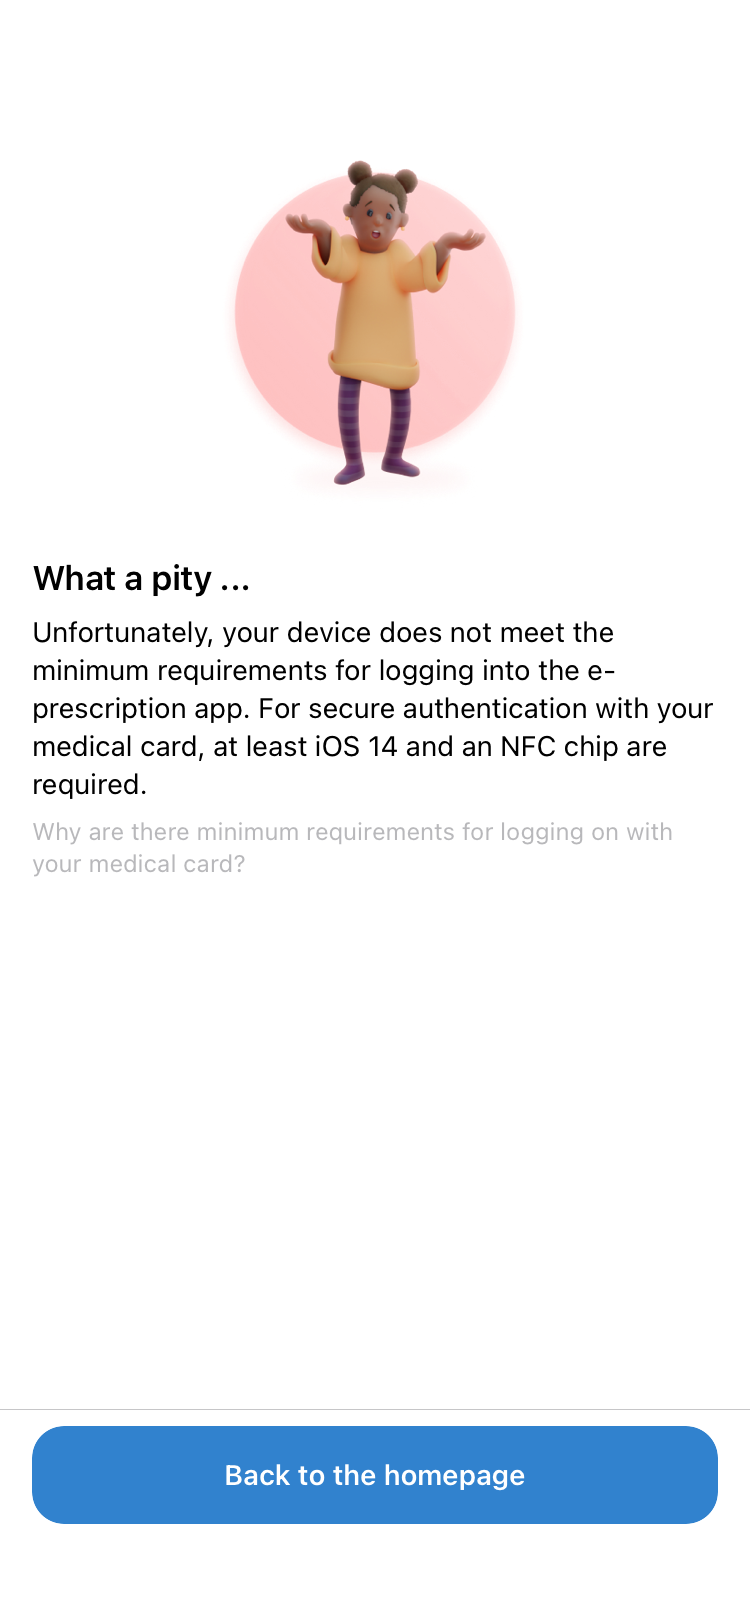 What a pity ...
Unfortunately, your device does not meet the
minimum requirements for logging into the e-
prescription app. For secure authentication with your
medical card, at least iOS 14 and an NFC chip are
required.
Why are there minimum requirements for logging on with
your medical card?
Back to the homepage